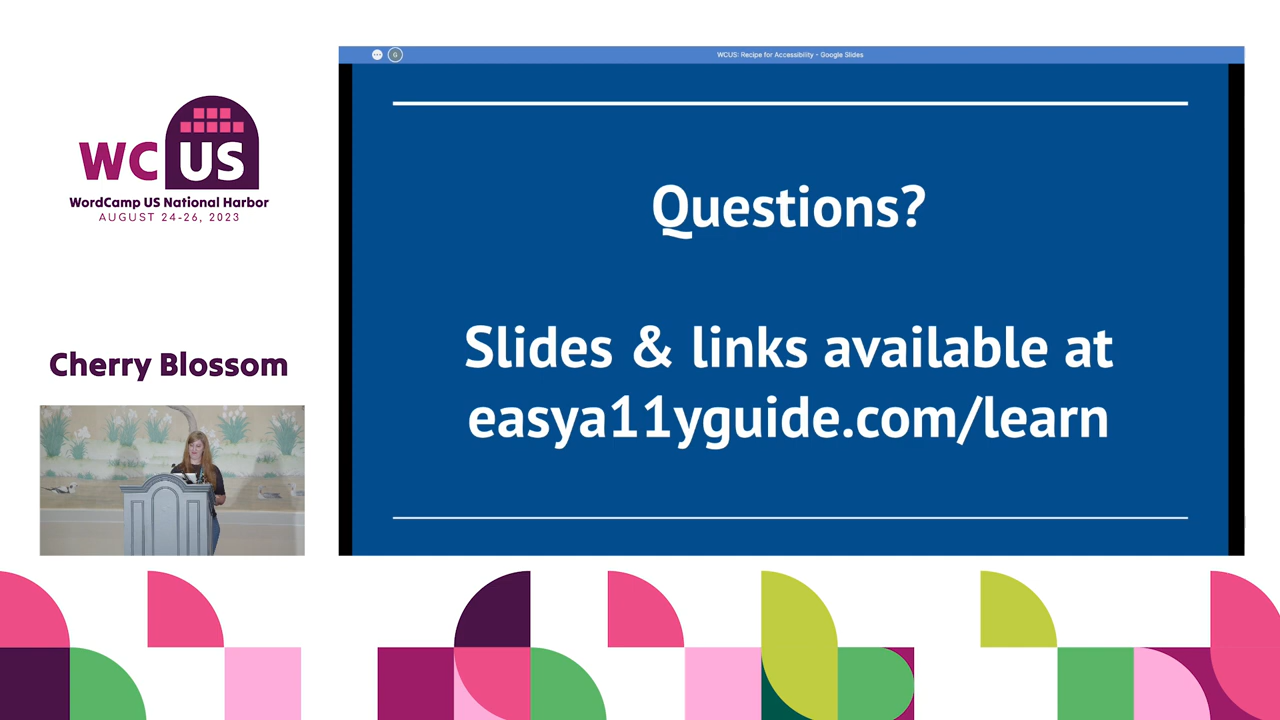 WC US
WordCamp US National Harbor
AUGUST 24-26, 2023
Cherry Blossom
G
WCUS: Recipe for Accessibility - Google Slides
Questions?
Slides & links available at
easya11yguide.com/learn